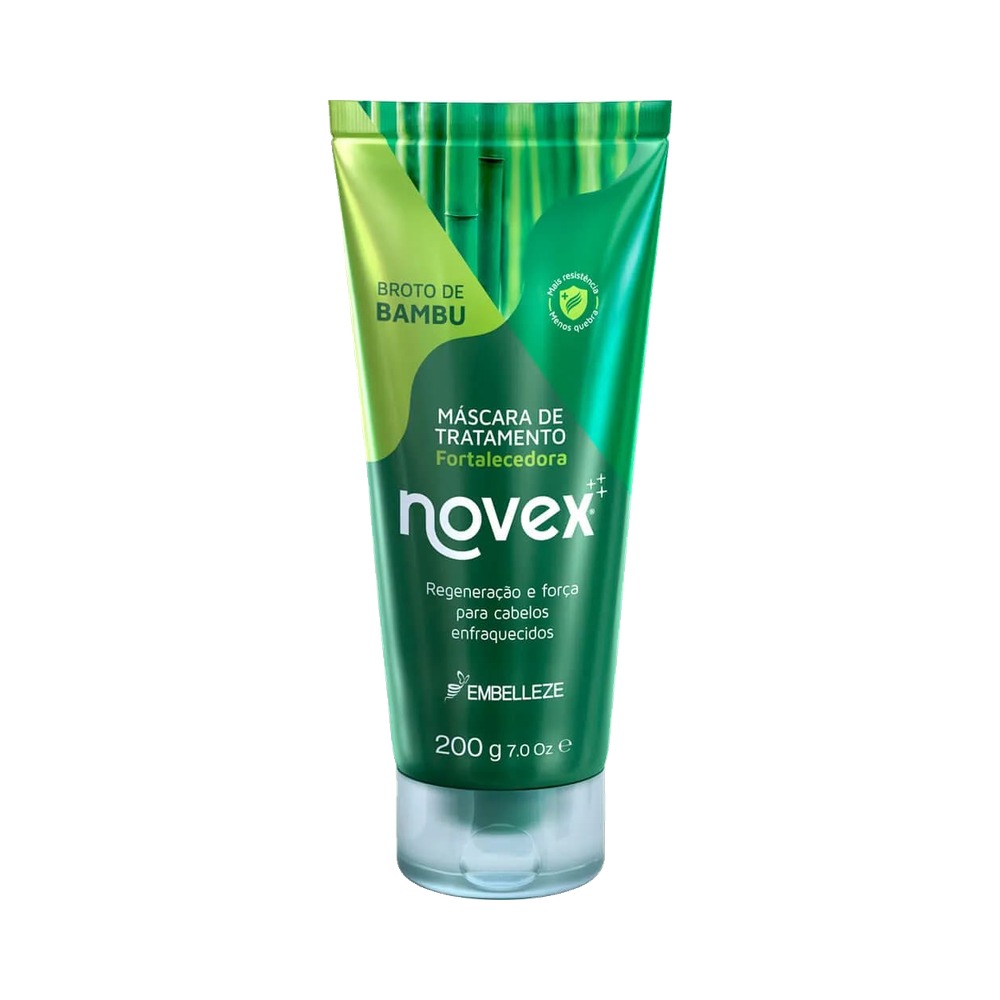 BROTO DE
BAMBU
Mais resistência
Menos quebra
MÁSCARA DE
TRATAMENTO
Fortalecedora
novex®
Regeneração e força
para cabelos
enfraquecidos
EMBELLEZE
200 g 7.0 Oz ℮